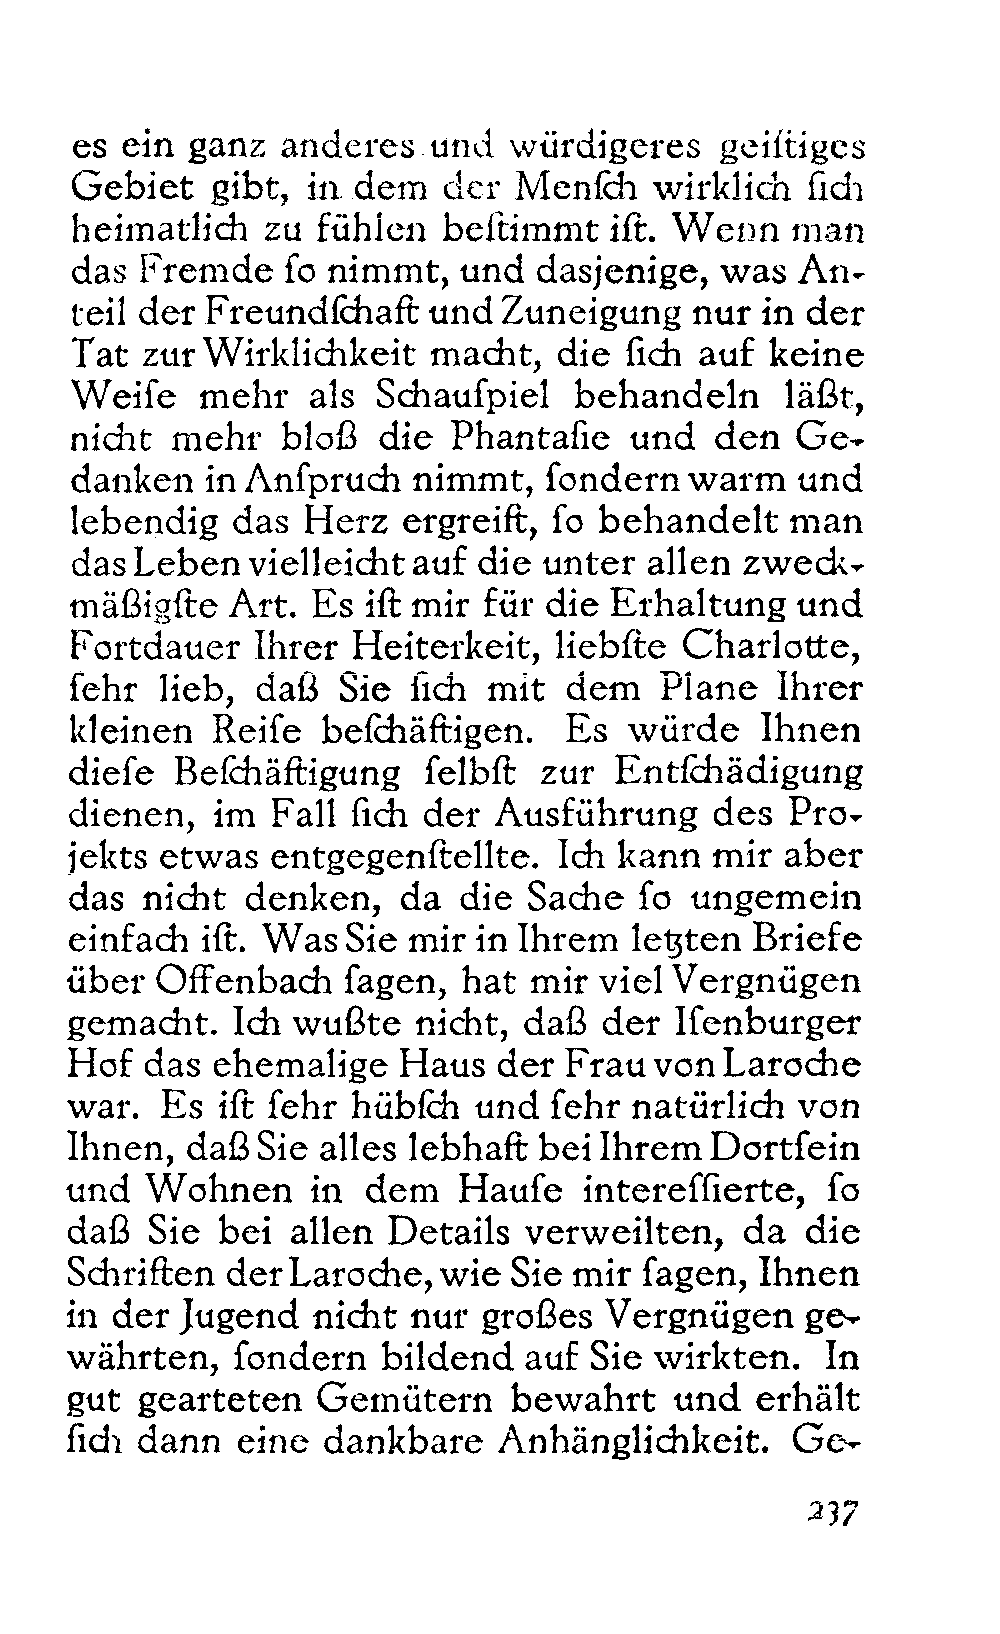 es ein ganz anderes und würdigeres geiſtiges
Gebiet gibt, in dem der Menſch wirklich ſich
heimatlich zu fühlen beſtimmt iſt. Wenn man
das Fremde ſo nimmt, und dasjenige, was An-
teil der Freundſchaft und Zuneigung nur in der
Tat zur Wirklichkeit macht, die ſich auf keine
Weiſe mehr als Schauſpiel behandeln läßt,
nicht mehr bloß die Phantaſie und den Ge-
danken in Anſpruch nimmt, ſondern warm und
lebendig das Herz ergreift, ſo behandelt man
das Leben vielleicht auf die unter allen zweck-
mäßigſte Art. Es iſt mir für die Erhaltung und
Fortdauer Ihrer Heiterkeit, liebſte Charlotte,
ſehr lieb, daß Sie ſich mit dem Plane Ihrer
kleinen Reiſe beſchäftigen. Es würde Ihnen
dieſe Beſchäftigung ſelbſt zur Entſchädigung
dienen, im Fall ſich der Ausführung des Pro-
jekts etwas entgegenſtellte. Ich kann mir aber
das nicht denken, da die Sache ſo ungemein
einfach iſt. Was Sie mir in Ihrem letzten Briefe
über Offenbach ſagen, hat mir viel Vergnügen
gemacht. Ich wußte nicht, daß der Iſenburger
Hof das ehemalige Haus der Frau von Laroche
war. Es iſt ſehr hübſch und ſehr natürlich von
Ihnen, daß Sie alles lebhaft bei Ihrem Dortſein
und Wohnen in dem Hauſe intereſſierte, ſo
daß Sie bei allen Details verweilten, da die
Schriften der Laroche, wie Sie mir ſagen, Ihnen
in der Jugend nicht nur großes Vergnügen ge-
währten, ſondern bildend auf Sie wirkten. In
gut gearteten Gemütern bewahrt und erhält
ſich dann eine dankbare Anhänglichkeit. Ge-
237